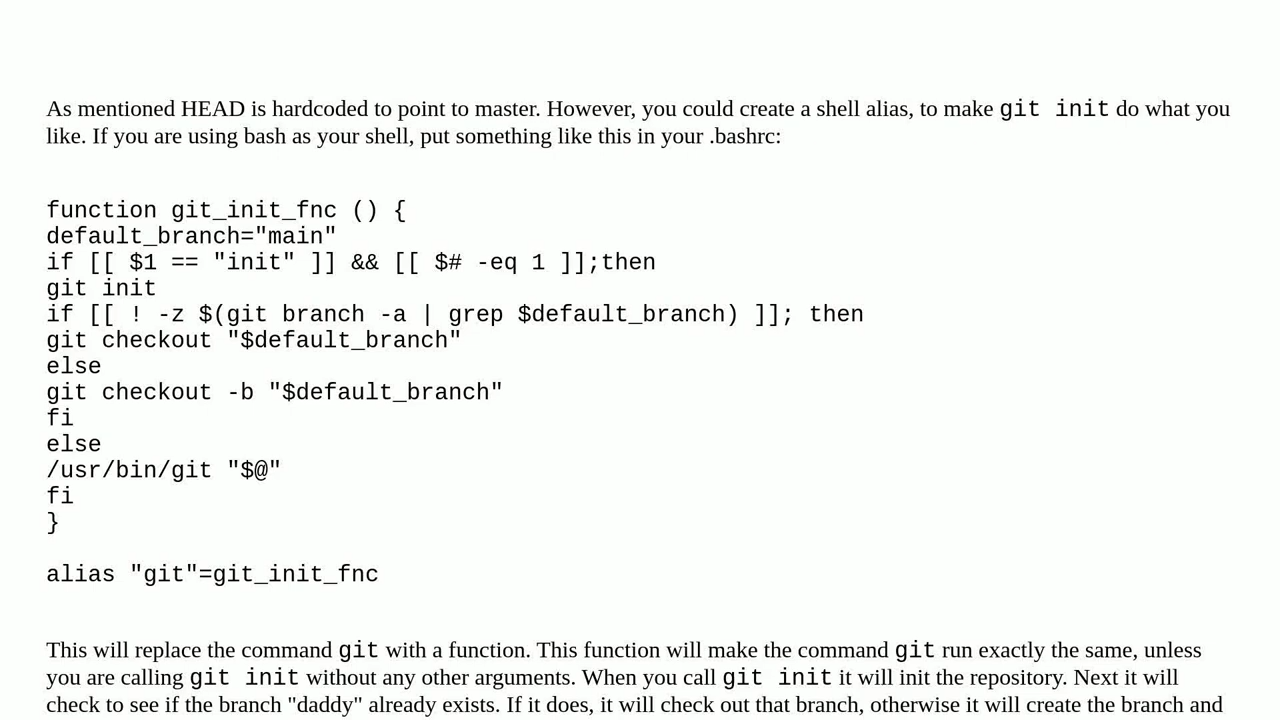 As mentioned HEAD is hardcoded to point to master. However, you could create a shell alias, to make git init do what you
like. If you are using bash as your shell, put something like this in your .bashrc:
function git_init_fnc () {
default_branch="main"
if [[ $1 == "init" ]] && [[ $# -eq 1 ]];then
git init
if [[ ! -z $(git branch -a | grep $default_branch) ]]; then
git checkout "$default_branch"
else
git checkout -b "$default_branch"
fi
else
/usr/bin/git "$@"
fi
}
alias "git"=git_init_fnc
This will replace the command git with a function. This function will make the command git run exactly the same, unless
you are calling git init without any other arguments. When you call git init it will init the repository. Next it will
check to see if the branch "daddy" already exists. If it does, it will check out that branch, otherwise it will create the branch and